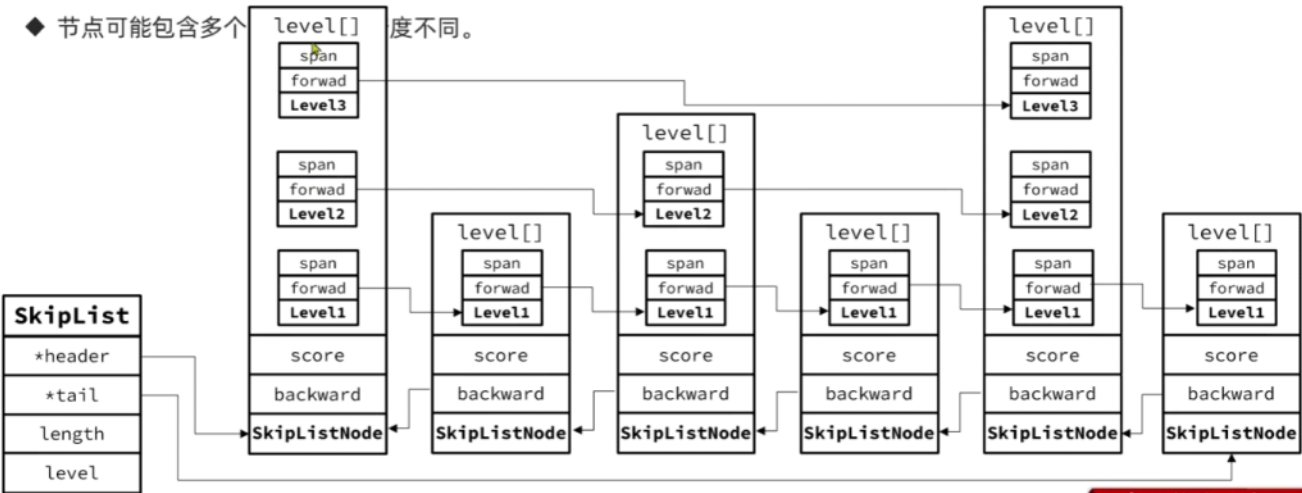 ◆ 节点可能包含多个
度不同。
level[]
span
forwad
Level3
span
forwad
Level2
span
forwad
Level1
score
backward
SkipListNode
level[]
span
forwad
Level1
score
backward
SkipListNode
level[]
span
forwad
Level2
span
forwad
Level1
score
backward
SkipListNode
level[]
span
forwad
Level1
score
backward
SkipListNode
level[]
span
forwad
Level3
span
forwad
Level2
span
forwad
Level1
score
backward
SkipListNode
level[]
span
forwad
Level1
score
backward
SkipListNode
SkipList
*header
*tail
length
level